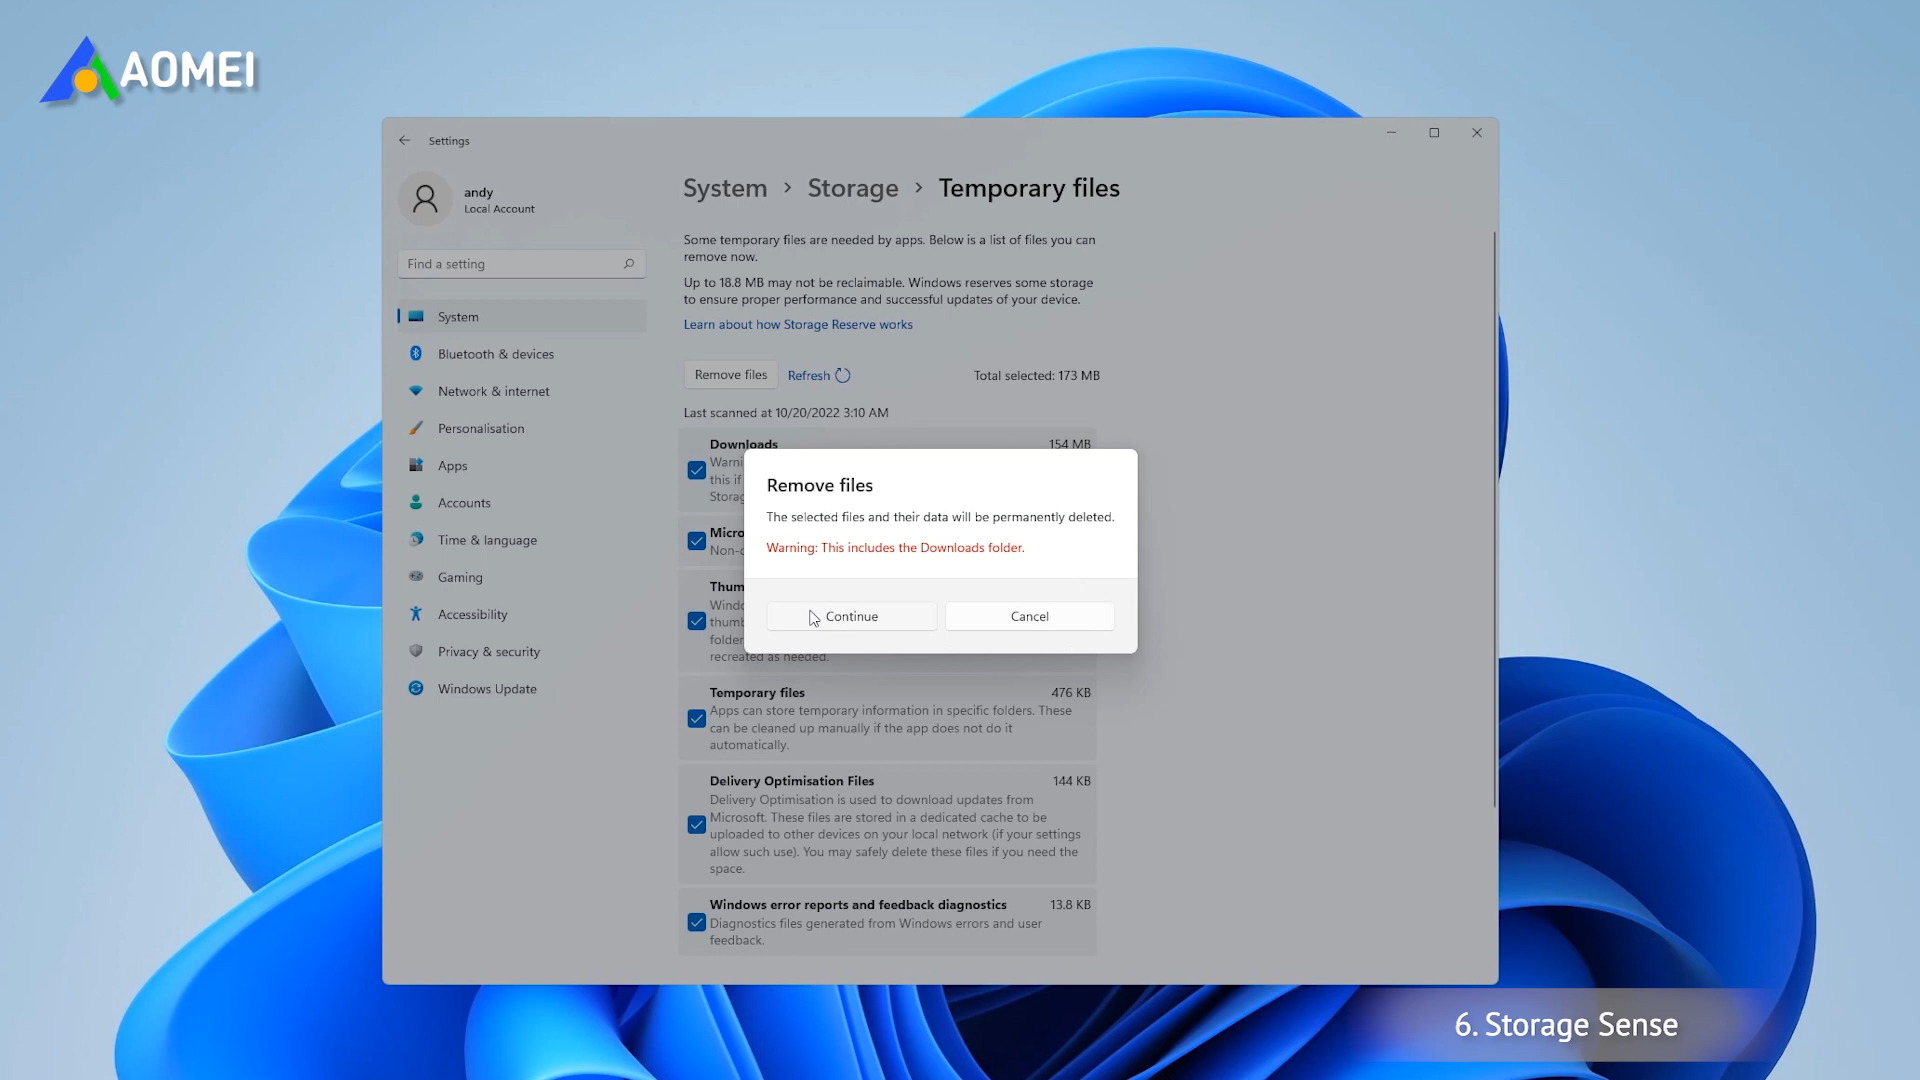 AOMEI
Settings
andy
Local Account
Find a setting
System
Bluetooth & devices
Network & internet
Personalisation
Apps
Accounts
Time & language
Gaming
Accessibility
Privacy & security
Windows Update
System > Storage > Temporary files
Some temporary files are needed by apps. Below is a list of files you can
remove now.
Up to 18.8 MB may not be reclaimable. Windows reserves some storage
to ensure proper performance and successful updates of your device.
Learn about how Storage Reserve works
Remove files Refresh Total selected: 173 MB
Last scanned at 10/20/2022 3:10 AM
Downloads 154 MB
this if
Remove files
The selected files and their data will be permanently deleted.
Warning: This includes the Downloads folder.
Continue Cancel
folder
recreated as needed.
Temporary files 476 KB
Apps can store temporary information in specific folders. These
can be cleaned up manually if the app does not do it
automatically.
Delivery Optimisation Files 144 KB
Delivery Optimisation is used to download updates from
Microsoft. These files are stored in a dedicated cache to be
uploaded to other devices on your local network (if your settings
allow such use). You may safely delete these files if you need the
space.
Windows error reports and feedback diagnostics 13.8 KB
Diagnostics files generated from Windows errors and user
feedback.
6. Storage Sense